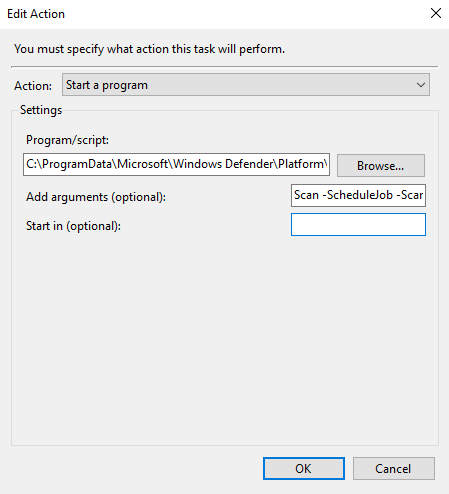 Edit Action
You must specify what action this task will perform.
Action: Start a program
Settings
Program/script:
C:\ProgramData\Microsoft\Windows Defender\Platform\
Browse...
Add arguments (optional): Scan -ScheduleJob -Scan
Start in (optional):
OK Cancel